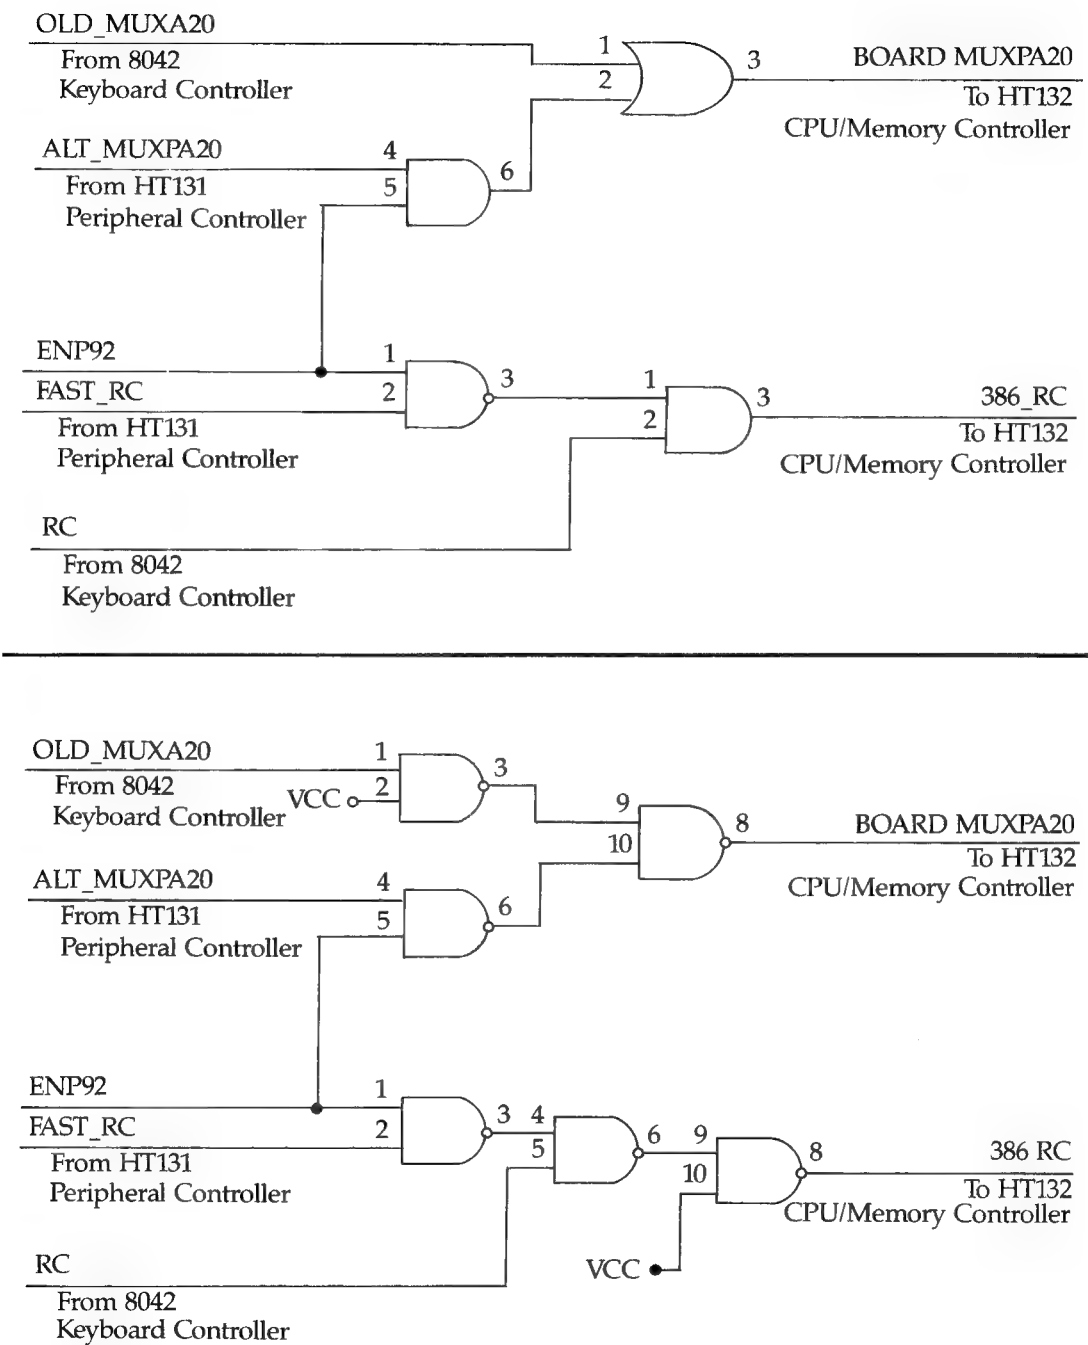 OLD_MUXA20
From 8042
Keyboard Controller
1
2
3
BOARD MUXPA20
To HT132
CPU/Memory Controller
ALT_MUXPA20
From HT131
Peripheral Controller
4
5
6
ENP92
FAST_RC
From HT131
Peripheral Controller
1
2
3
1
2
3
386_RC
To HT132
CPU/Memory Controller
RC
From 8042
Keyboard Controller
OLD_MUXA20
From 8042
Keyboard Controller
VCC
1
2
3
9
10
8
BOARD MUXPA20
To HT132
CPU/Memory Controller
ALT_MUXPA20
From HT131
Peripheral Controller
4
5
6
ENP92
FAST_RC
From HT131
Peripheral Controller
1
2
3
4
5
6
9
10
8
386 RC
To HT132
CPU/Memory Controller
VCC
RC
From 8042
Keyboard Controller